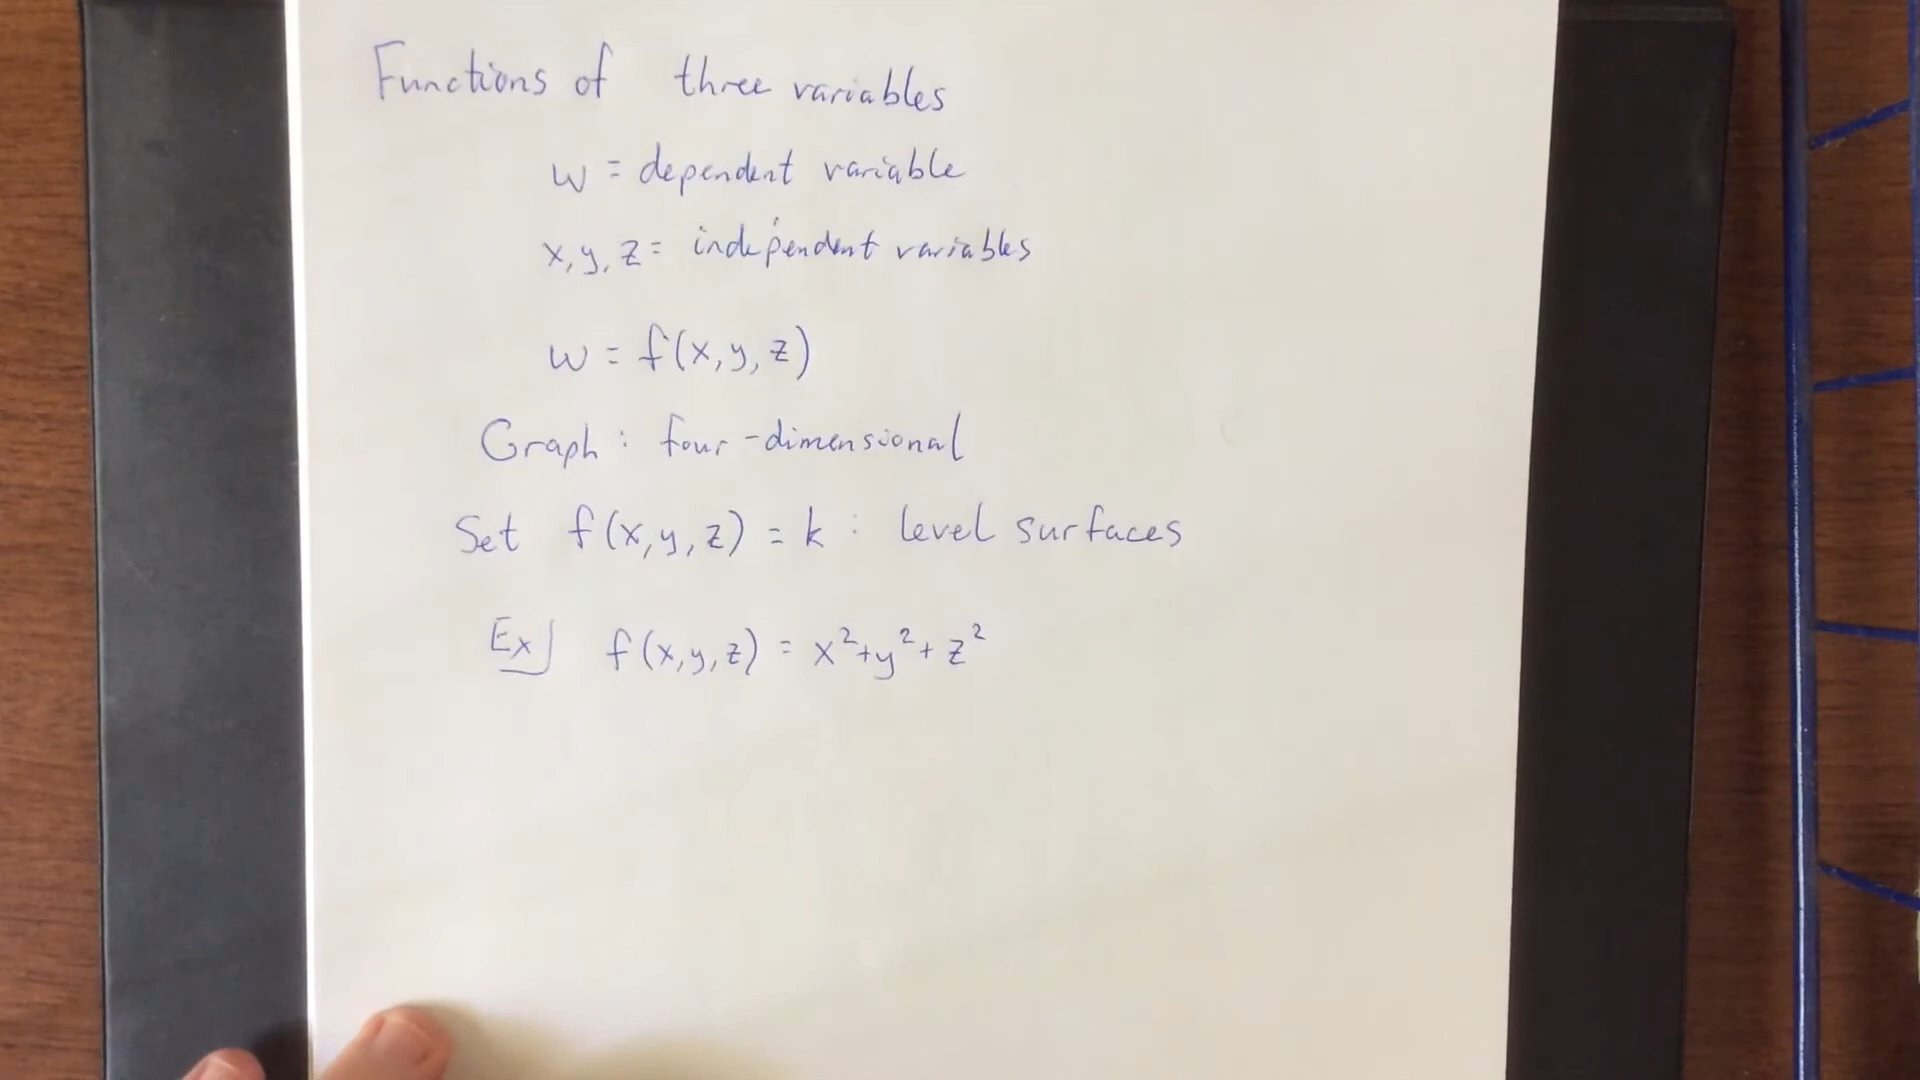 Functions of three variables
w = dependent variable
x, y, z = independent variables
w = f(x, y, z)
Graph : four-dimensional
Set f(x, y, z) = k : level surfaces
Ex] f(x, y, z) = x²+y²+z²